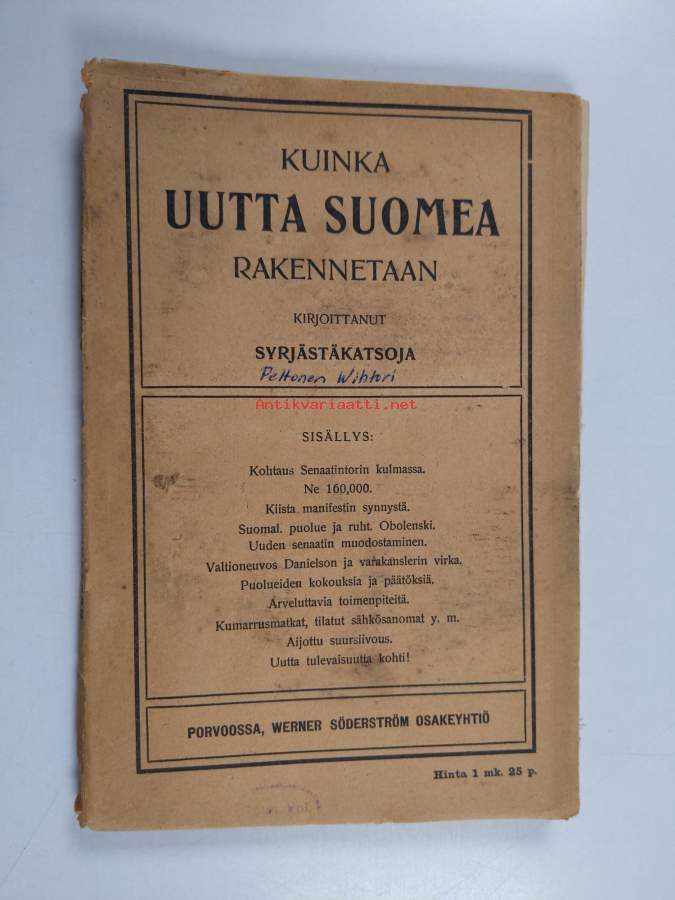 KUINKA
UUTTA SUOMEA
RAKENNETAAN
KIRJOITTANUT
SYRJÄSTÄKATSOJA
Peltonen Wihtori
Antikvariaatti.net
SISÄLLYS:
Kohtaus Senaatintorin kulmassa.
Ne 160,000.
Kiista manifestin synnystä.
Suomal. puolue ja ruht. Obolenski.
Uuden senaatin muodostaminen.
Valtioneuvos Danielson ja varakanslerin virka.
Puolueiden kokouksia ja päätöksiä.
Arveluttavia toimenpiteitä.
Kumarrusmatkat, tilatut sähkösanomat y. m.
Aijottu suursiivous.
Uutta tulevaisuutta kohti!
PORVOOSSA, WERNER SÖDERSTRÖM OSAKEYHTIÖ
Hinta 1 mk. 25 p.